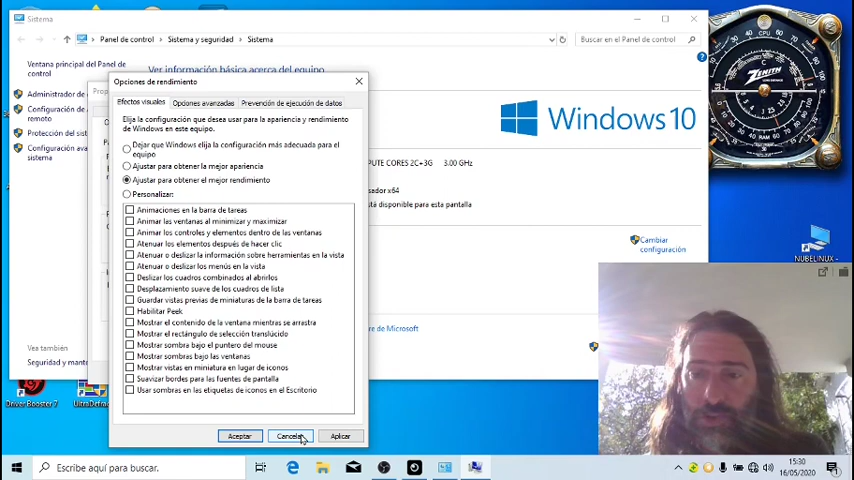 Sistema
Panel de control > Sistema y seguridad > Sistema
Buscar en el Panel de control
Ventana principal del Panel de
control
Ver información básica acerca del equipo
Administrador de
Configuración de
remoto
Protección del sist
Configuración ava
sistema
Opciones de rendimiento
Efectos visuales
Opciones avanzadas
Prevención de ejecución de datos
Elija la configuración que desea usar para la apariencia y rendimiento
de Windows en este equipo.
Dejar que Windows elija la configuración más adecuada para el
equipo
Ajustar para obtener la mejor apariencia
Ajustar para obtener el mejor rendimiento
Personalizar:
Animaciones en la barra de tareas
Animar las ventanas al minimizar y maximizar
Animar los controles y elementos dentro de las ventanas
Atenuar los elementos después de hacer clic
Atenuar o deslizar la información sobre herramientas en la vista
Atenuar o deslizar los menús en la vista
Deslizar los cuadros combinados al abrirlos
Desplazamiento suave de los cuadros de lista
Guardar vistas previas de miniaturas de la barra de tareas
Habilitar Peek
Mostrar el contenido de la ventana mientras se arrastra
Mostrar el rectángulo de selección translúcido
Mostrar sombra bajo el puntero del mouse
Mostrar sombras bajo las ventanas
Mostrar vistas en miniatura en lugar de iconos
Suavizar bordes para las fuentes de pantalla
Usar sombras en las etiquetas de iconos en el Escritorio
Aceptar
Cancelar
Aplicar
Windows 10
PUTE CORES 2C+3G 3.00 GHz
sador x64
stá disponible para esta pantalla
Cambiar
configuración
re de Microsoft
Vea también
Seguridad y mante
Driver Booster 7
UltraDefrag
CPU
ZENITH
RAM
NUBELINUX -
Escribe aquí para buscar.
15:30
16/05/2020